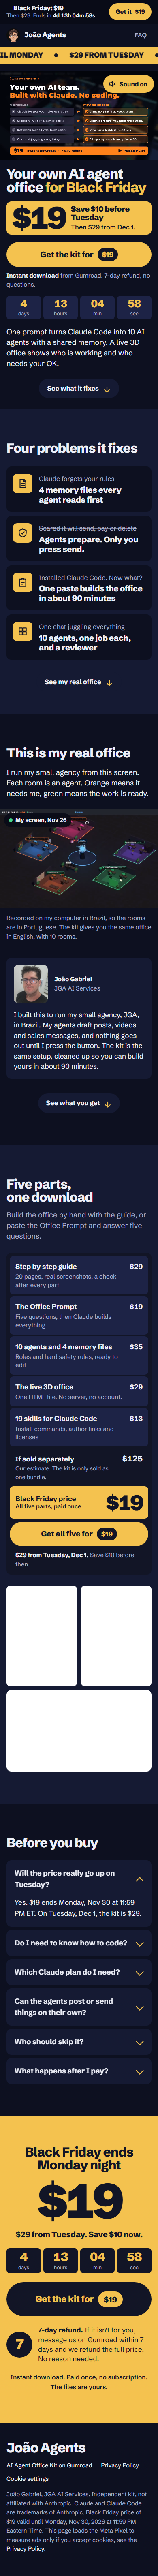 Black Friday: $19
Then $29. Ends in 4d 13h 04m 58s
Get it $19
João Agents
FAQ
IL MONDAY • $29 FROM TUESDAY •
Your own AI team.
Built with Claude. No coding.
Sound on
$19
PRESS PLAY
Your own AI agent
office for Black Friday
$19
Save $10 before
Tuesday
Then $29 from Dec 1.
Get the kit for $19
Instant download from Gumroad. 7-day refund, no
questions.
4
days
13
hours
04
min
58
sec
One prompt turns Claude Code into 10 AI
agents with a shared memory. A live 3D
office shows who is working and who
needs your OK.
See what it fixes
Four problems it fixes
Claude forgets your rules
4 memory files every
agent reads first
Scared it will send, pay or delete
Agents prepare. Only you
press send.
Installed Claude Code. Now what?
One paste builds the office
in about 90 minutes
One chat juggling everything
10 agents, one job each,
and a reviewer
See my real office
This is my real office
I run my small agency from this screen.
Each room is an agent. Orange means it
needs me, green means the work is ready.
My screen, Nov 26
Recorded on my computer in Brazil, so the rooms
are in Portuguese. The kit gives you the same office
in English, with 10 rooms.
João Gabriel
JGA AI Services
I built this to run my small agency, JGA,
in Brazil. My agents draft posts, videos
and sales messages, and nothing goes
out until I press the button. The kit is the
same setup, cleaned up so you can build
yours in about 90 minutes.
See what you get
Five parts,
one download
Build the office by hand with the guide, or
paste the Office Prompt and answer five
questions.
Step by step guide $29
20 pages, real screenshots, a check
after every part
The Office Prompt $19
Five questions, then Claude builds
everything
10 agents and 4 memory files $35
Roles and hard safety rules, ready to
edit
The live 3D office $29
One HTML file. No server, no account.
19 skills for Claude Code $13
Install commands, author links and
licenses
If sold separately $125
Our estimate. The kit is only sold as
one bundle.
Black Friday price
All five parts, paid once
$19
Get all five for $19
$29 from Tuesday, Dec 1. Save $10 before
then.
Before you buy
Will the price really go up on
Tuesday?
Yes. $19 ends Monday, Nov 30 at 11:59
PM ET. On Tuesday, Dec 1, the kit is $29.
Do I need to know how to code?
Which Claude plan do I need?
Can the agents post or send
things on their own?
Who should skip it?
What happens after I pay?
Black Friday ends
Monday night
$19
$29 from Tuesday. Save $10 now.
4
days
13
hours
04
min
58
sec
Get the kit for $19
7
7-day refund. If it isn't for you,
message us on Gumroad within 7
days and we refund the full price.
No reason needed.
Instant download. Paid once, no subscription.
The files are yours.
João Agents
AI Agent Office Kit on Gumroad Privacy Policy
Cookie settings
João Gabriel, JGA AI Services. Independent kit, not
affiliated with Anthropic. Claude and Claude Code
are trademarks of Anthropic. Black Friday price of
$19 valid until Monday, Nov 30, 2026 at 11:59 PM
Eastern Time. This page loads the Meta Pixel to
measure ads only if you accept cookies, see the
Privacy Policy.